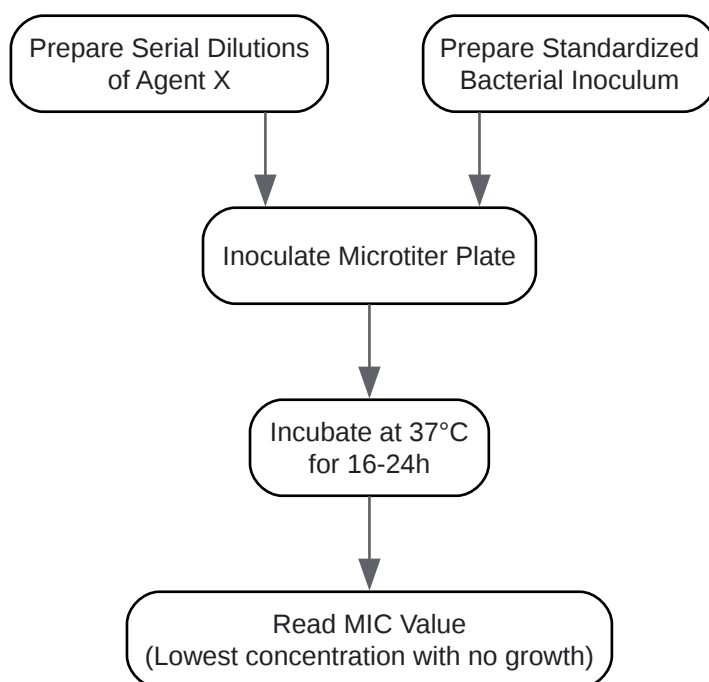 Prepare Serial Dilutions
of Agent X
Prepare Standardized
Bacterial Inoculum
Inoculate Microtiter Plate
Incubate at 37°C
for 16-24h
Read MIC Value
(Lowest concentration with no growth)